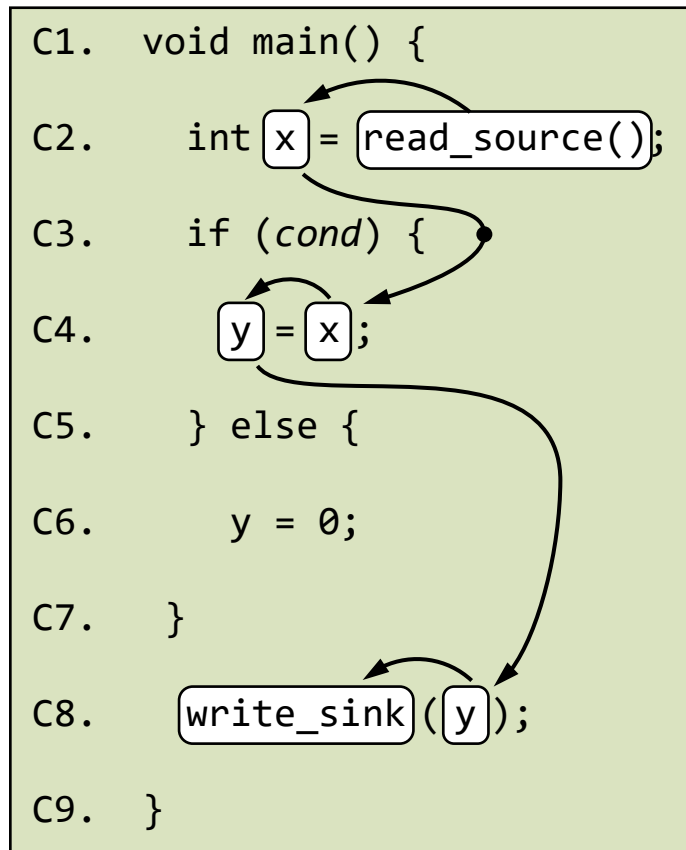 C1. void main() {
C2. int x = read_source();
C3. if (cond) {
C4. y = x;
C5. } else {
C6. y = 0;
C7. }
C8. write_sink(y);
C9. }